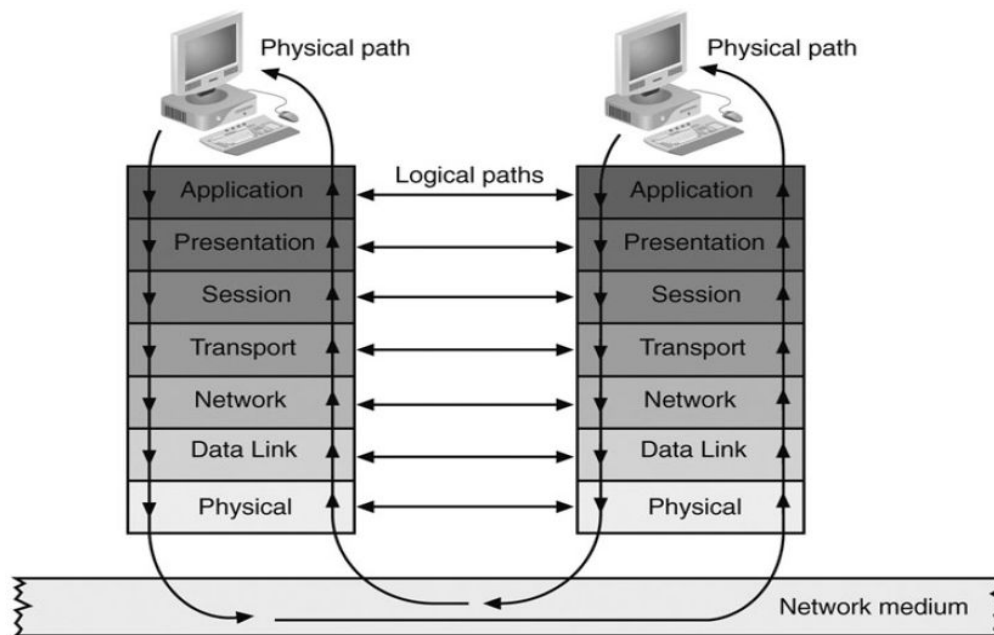 Physical path
Physical path
Logical paths
Application
Application
Presentation
Presentation
Session
Session
Transport
Transport
Network
Network
Data Link
Data Link
Physical
Physical
Network medium